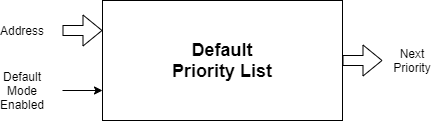 Address
Default
Mode
Enabled
Default
Priority List
Next
Priority